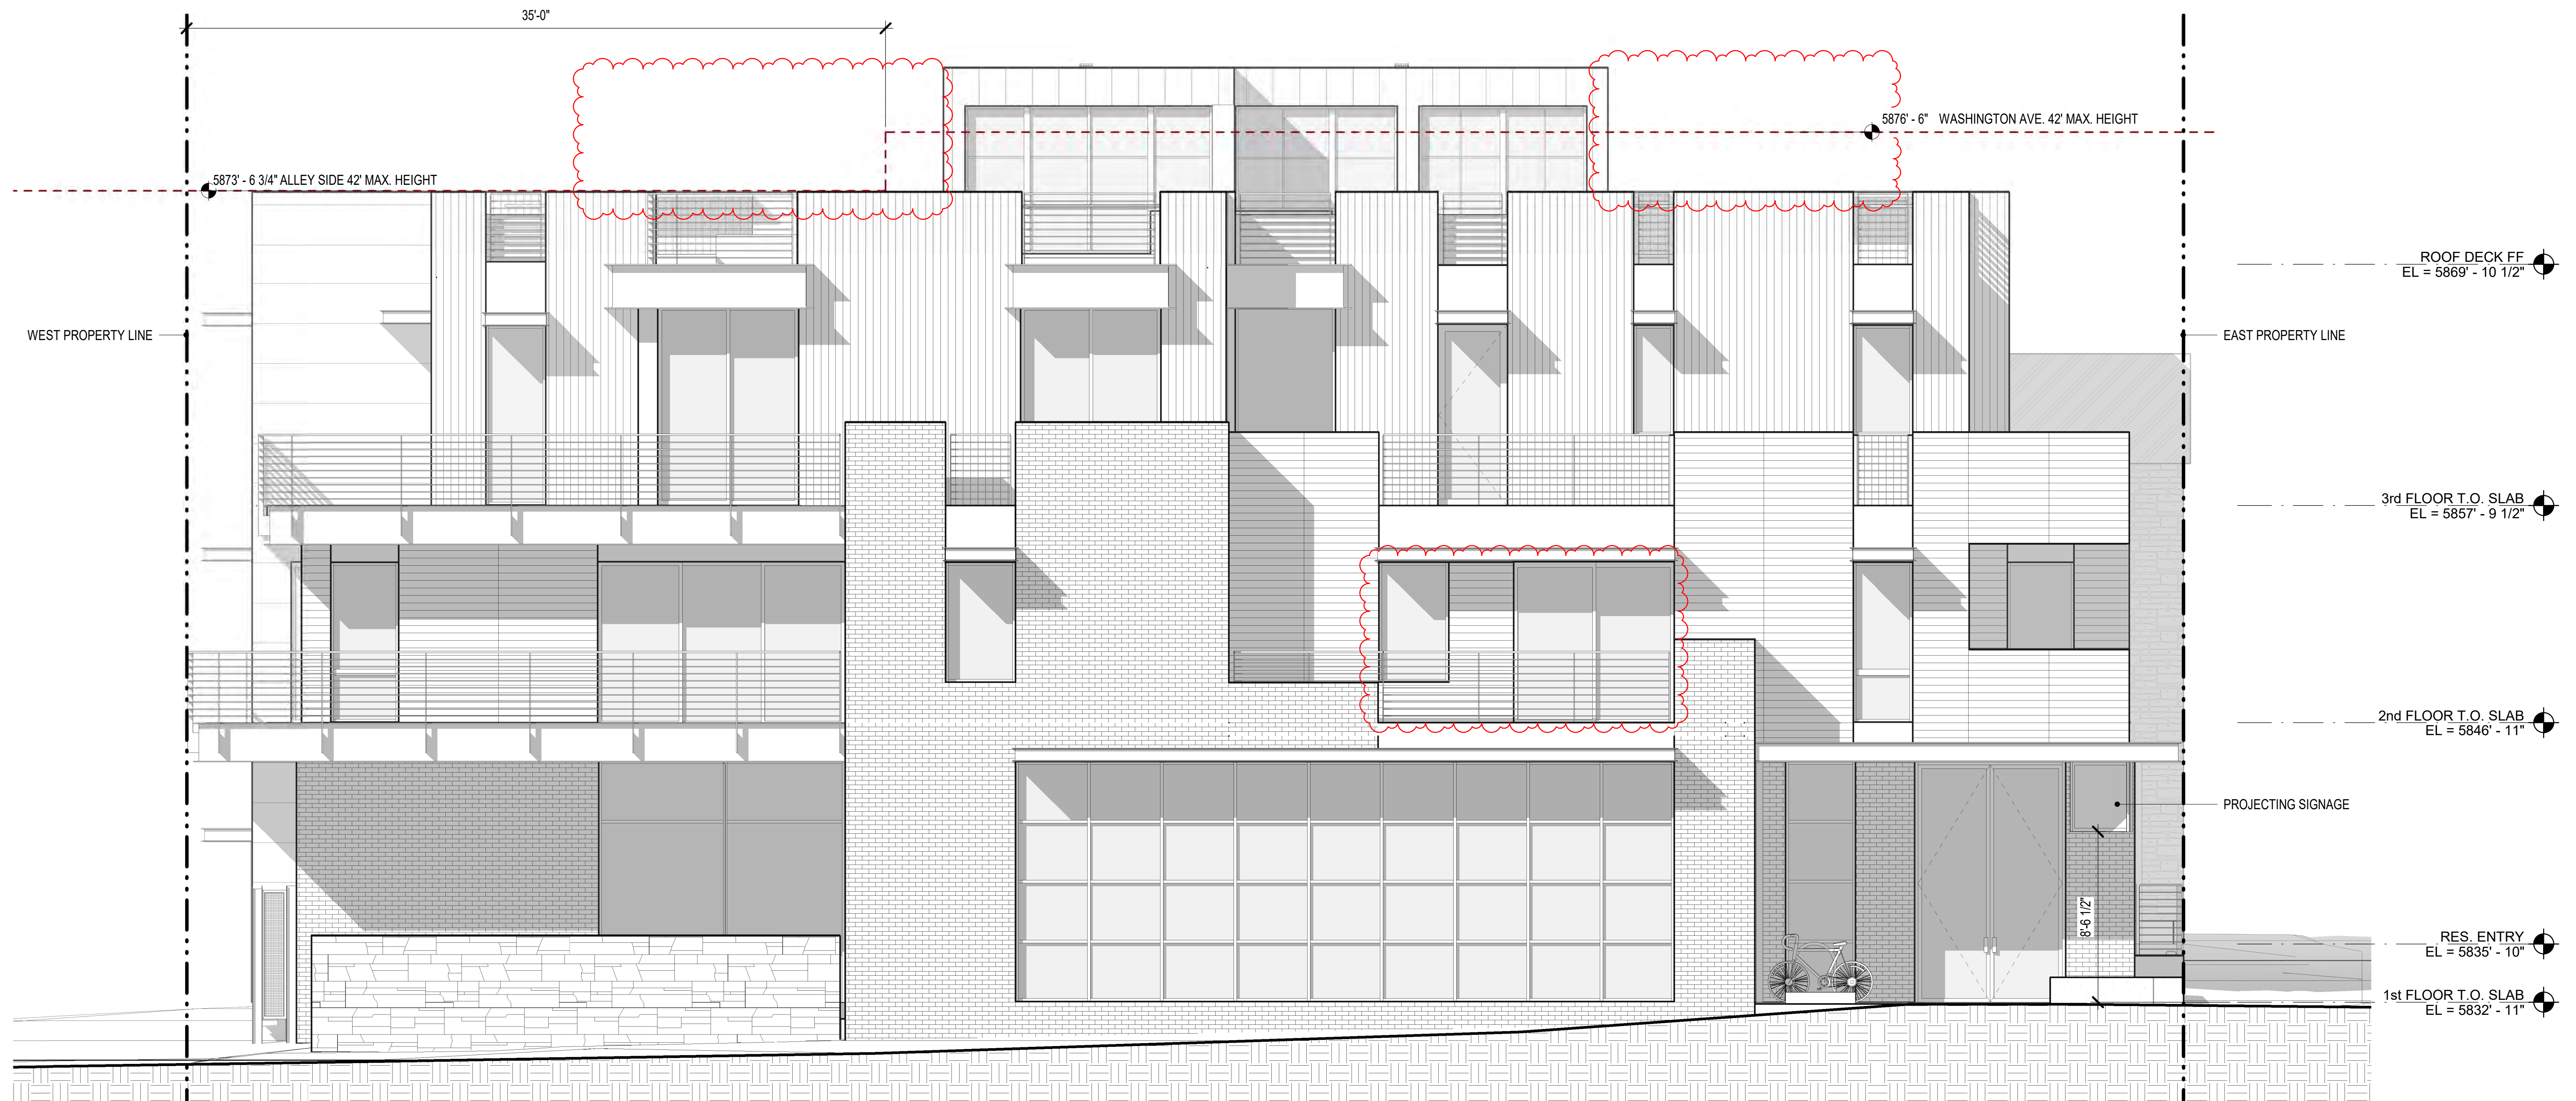 35'-0"
5876' - 6" WASHINGTON AVE. 42' MAX. HEIGHT
5873' - 6 3/4" ALLEY SIDE 42' MAX. HEIGHT
ROOF DECK FF
EL = 5869' - 10 1/2"
WEST PROPERTY LINE
EAST PROPERTY LINE
3rd FLOOR T.O. SLAB
EL = 5857' - 9 1/2"
2nd FLOOR T.O. SLAB
EL = 5846' - 11"
PROJECTING SIGNAGE
8'-6 1/2"
RES. ENTRY
EL = 5835' - 10"
1st FLOOR T.O. SLAB
EL = 5832' - 11"